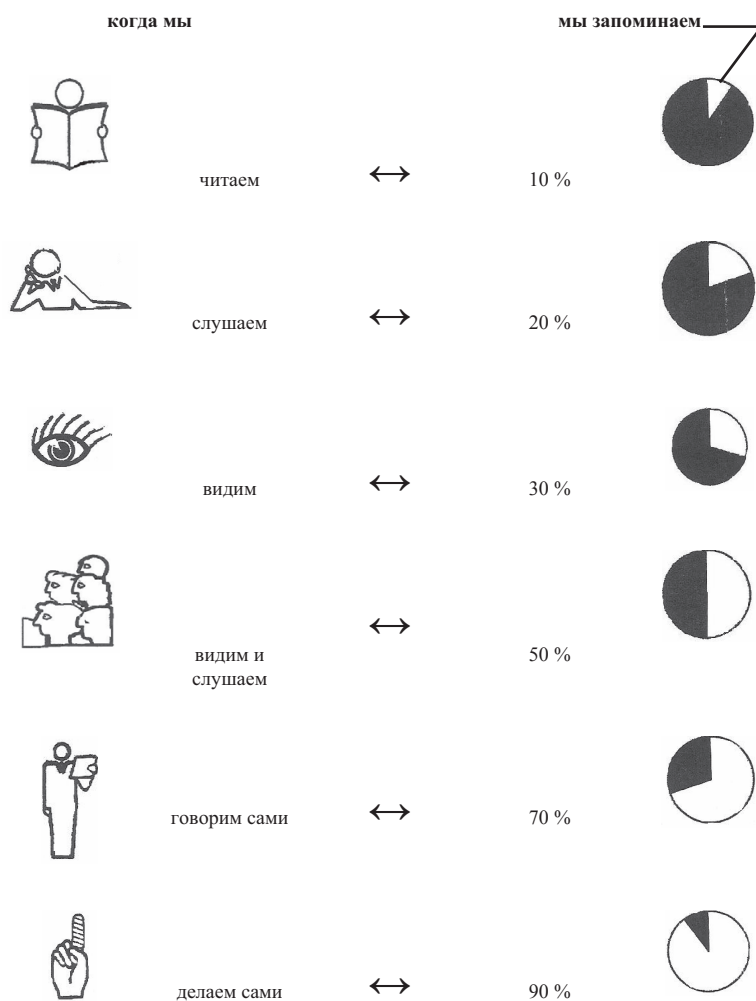 когда мы мы запоминаем
читаем ↔ 10 %
слушаем ↔ 20 %
видим ↔ 30 %
видим и
слушаем ↔ 50 %
говорим сами ↔ 70 %
делаем сами ↔ 90 %